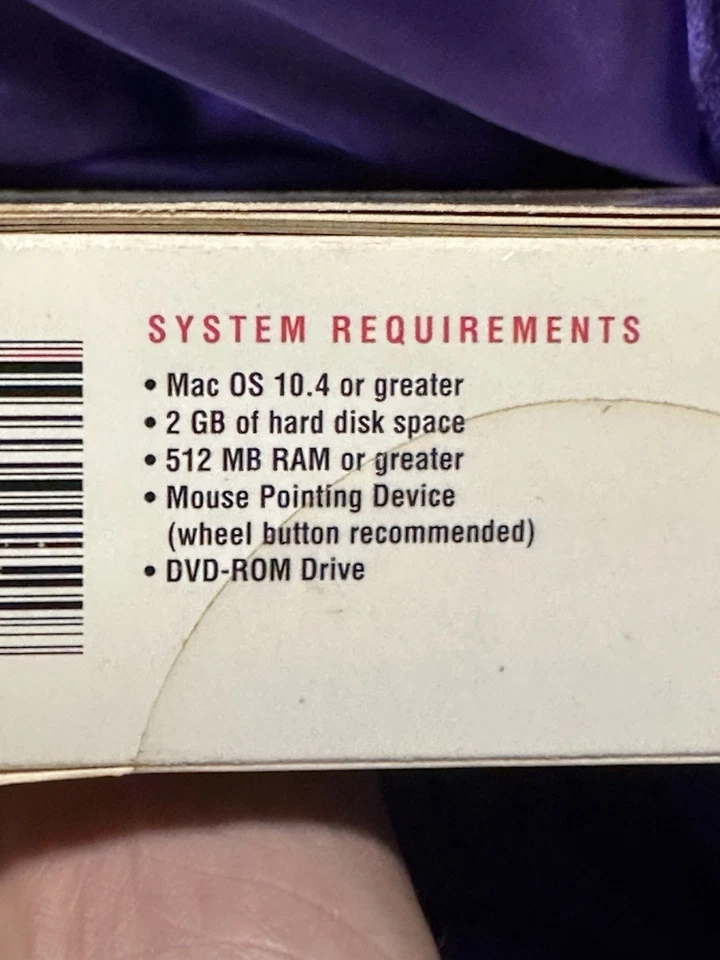 SYSTEM REQUIREMENTS
• Mac OS 10.4 or greater
• 2 GB of hard disk space
• 512 MB RAM or greater
• Mouse Pointing Device
(wheel button recommended)
• DVD-ROM Drive